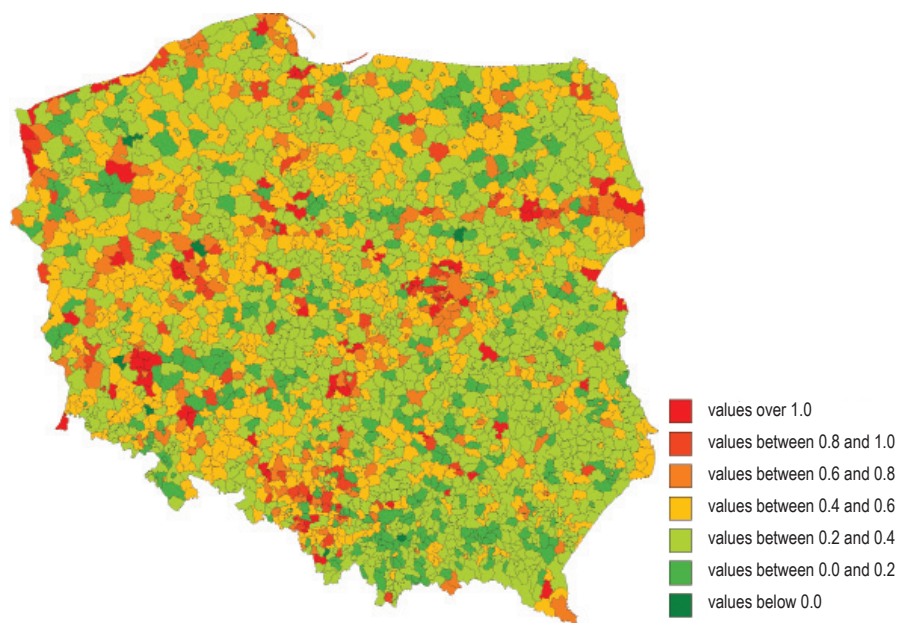 values over 1.0
values between 0.8 and 1.0
values between 0.6 and 0.8
values between 0.4 and 0.6
values between 0.2 and 0.4
values between 0.0 and 0.2
values below 0.0